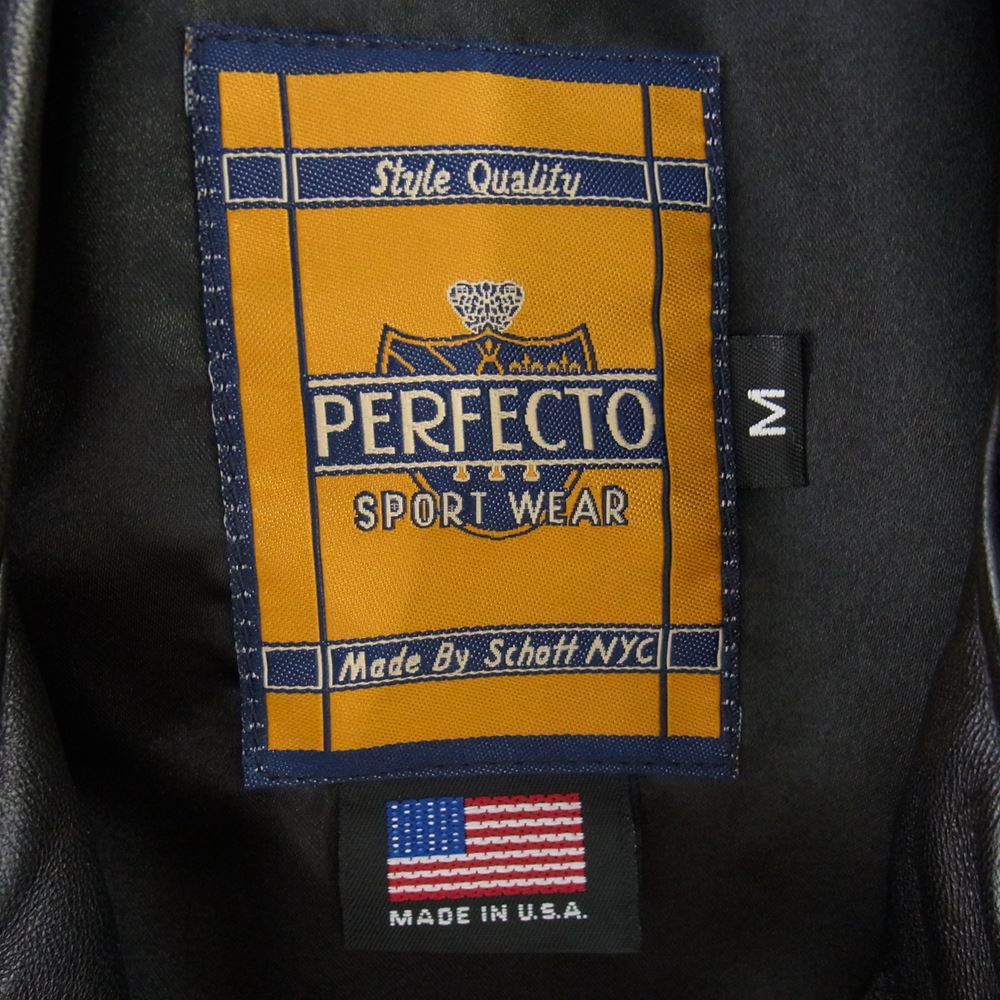 Style Quality
PERFECTO
SPORT WEAR
Made By Schott NYC
M
MADE IN U.S.A.